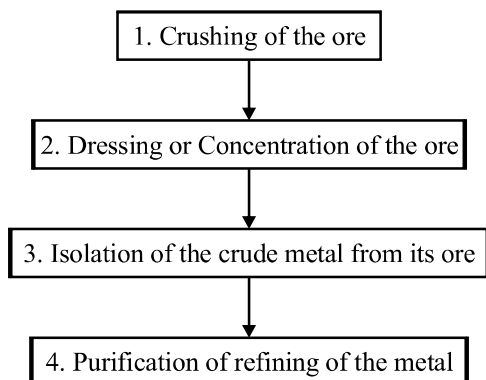 1. Crushing of the ore
2. Dressing or Concentration of the ore
3. Isolation of the crude metal from its ore
4. Purification of refining of the metal